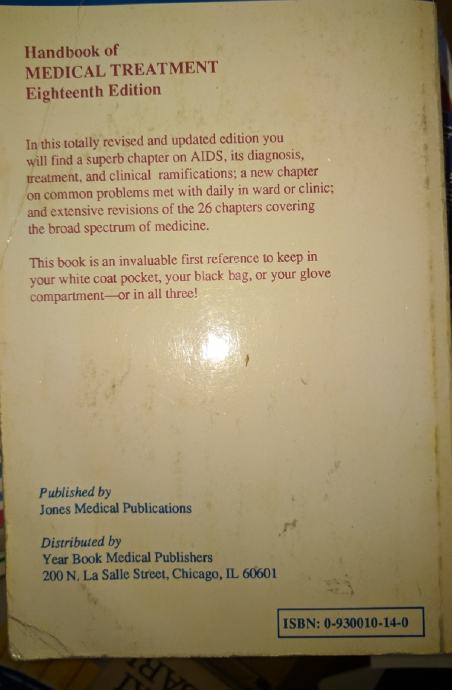 Handbook of
MEDICAL TREATMENT
Eighteenth Edition
In this totally revised and updated edition you
will find a superb chapter on AIDS, its diagnosis,
treatment, and clinical ramifications; a new chapter
on common problems met with daily in ward or clinic;
and extensive revisions of the 26 chapters covering
the broad spectrum of medicine.
This book is an invaluable first reference to keep in
your white coat pocket, your black bag, or your glove
compartment—or in all three!
Published by
Jones Medical Publications
Distributed by
Year Book Medical Publishers
200 N. La Salle Street, Chicago, IL 60601
ISBN: 0-930010-14-0